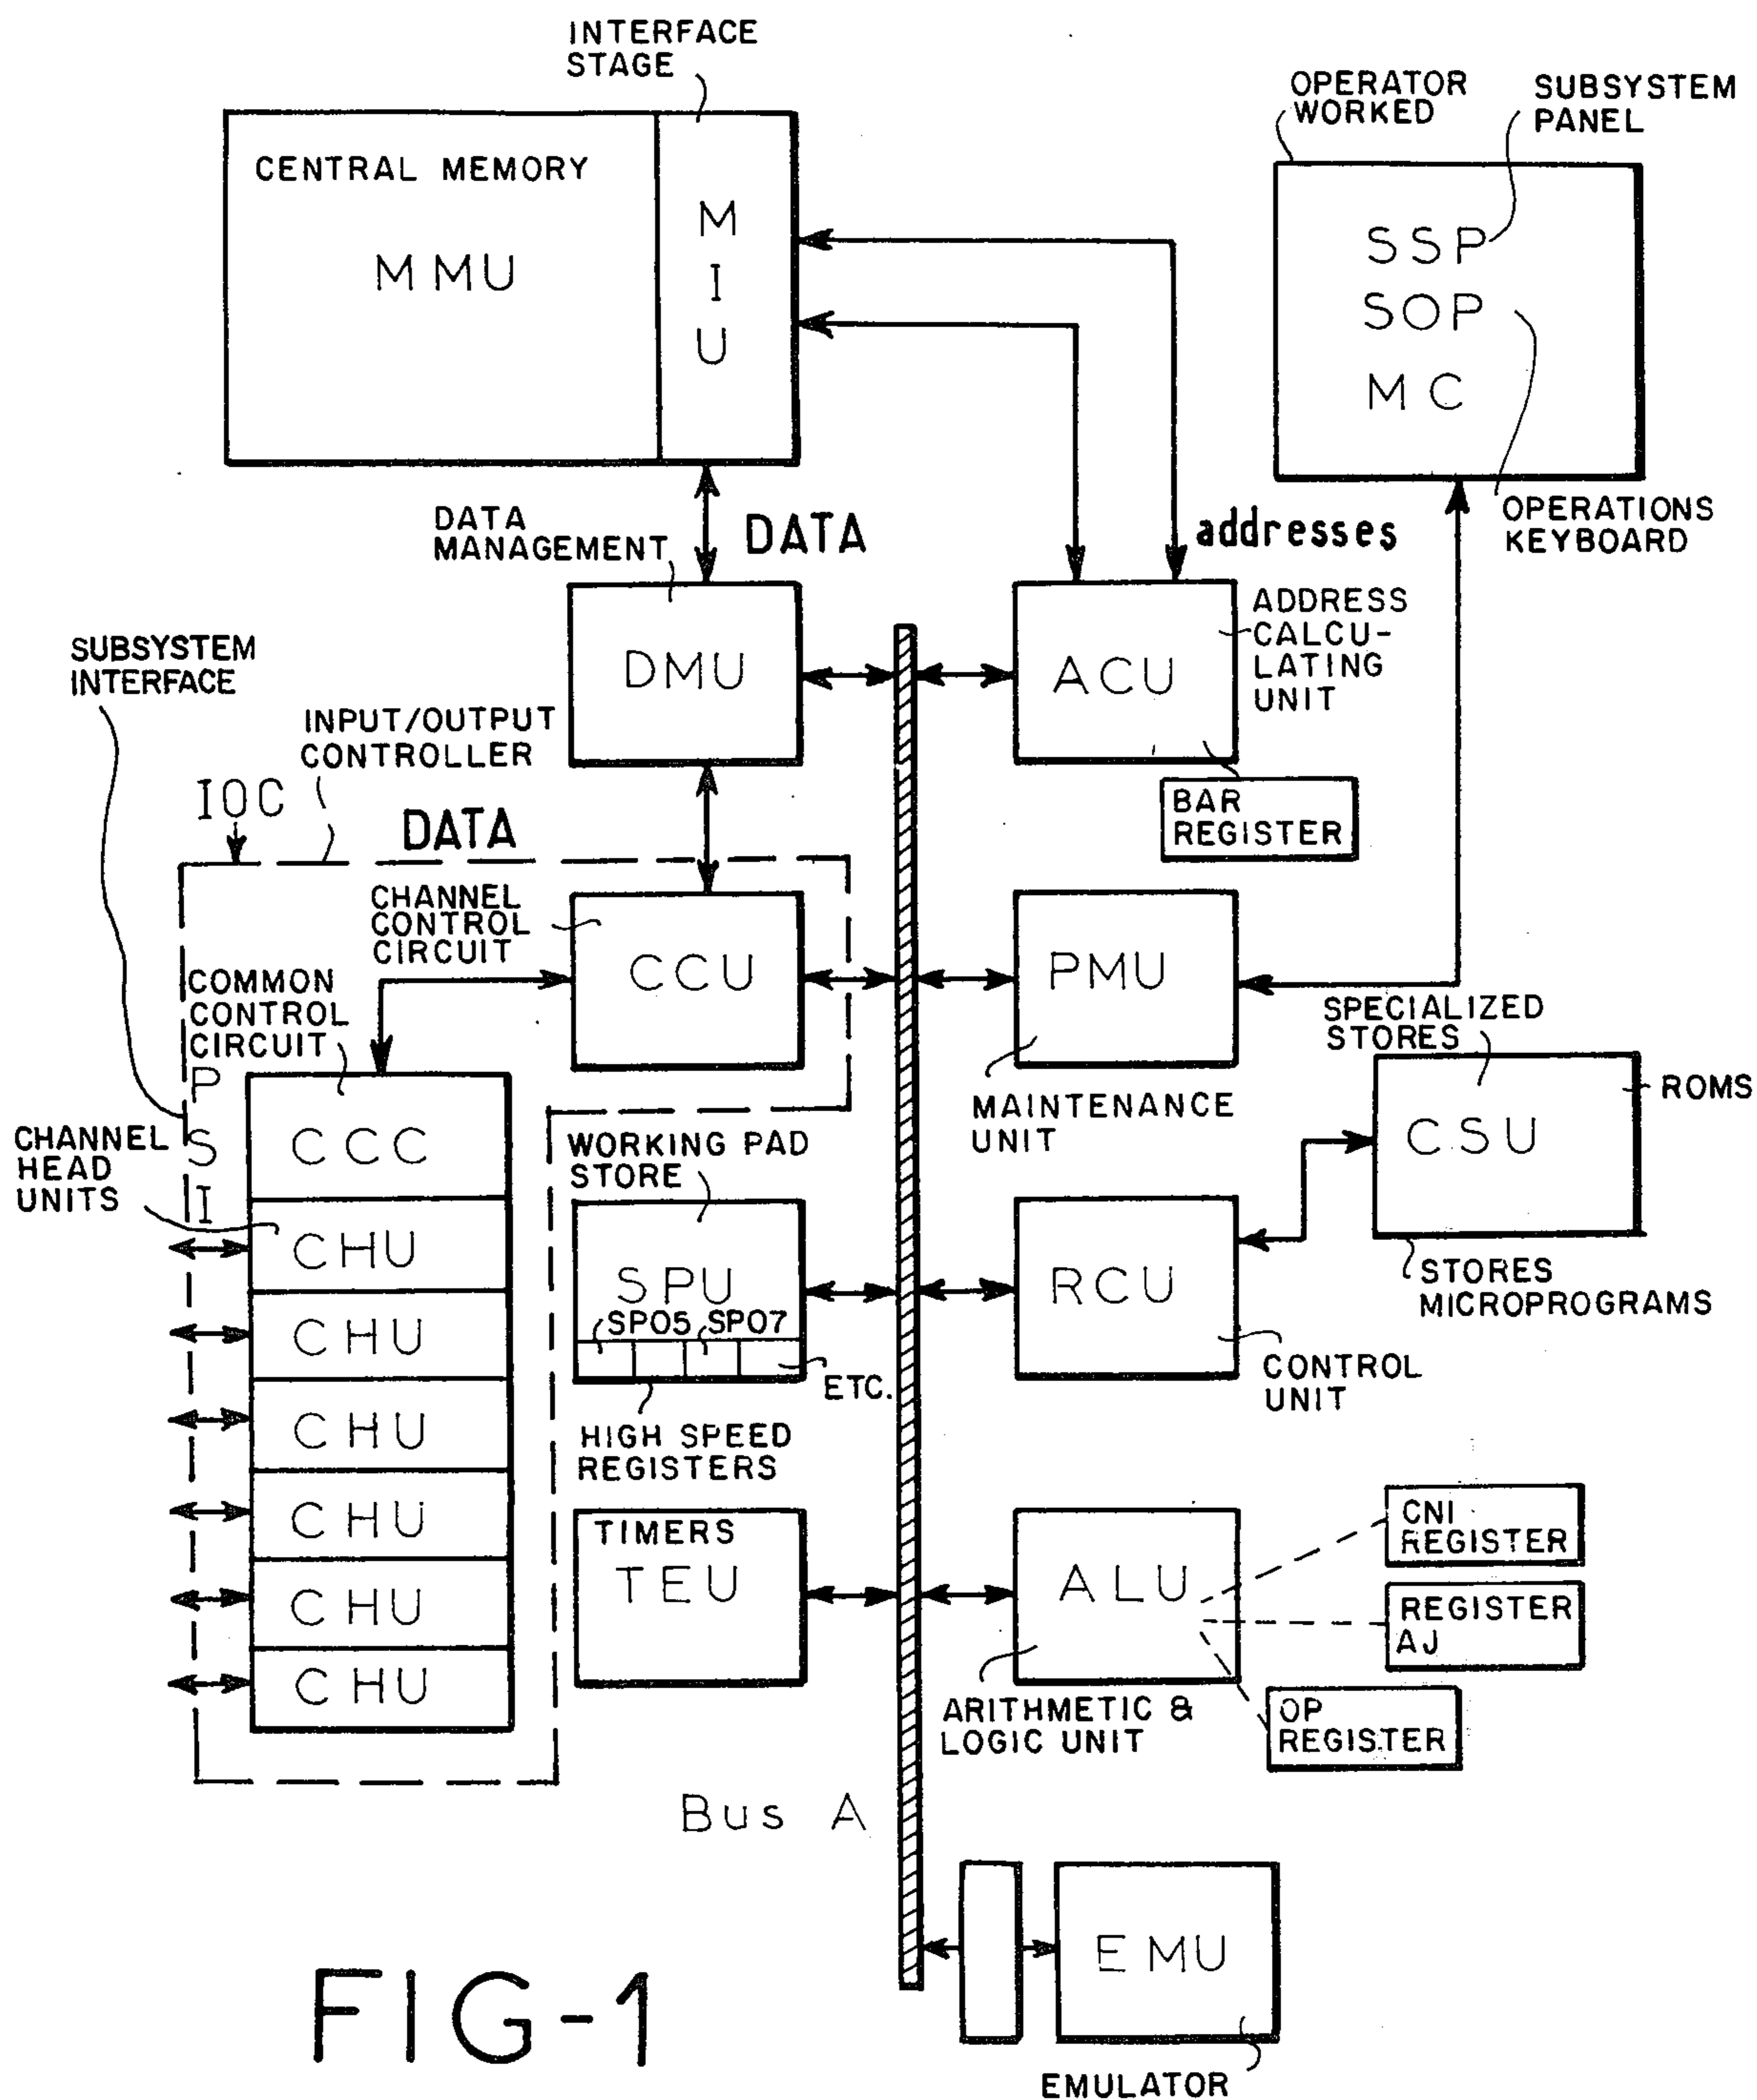 INTERFACE
STAGE
OPERATOR
WORKED
SUBSYSTEM
PANEL
CENTRAL MEMORY
MMU
M
I
U
SSP
SOP
MC
DATA
MANAGEMENT
DATA
addresses
OPERATIONS
KEYBOARD
DMU
ACU
ADDRESS
CALCU-
LATING
UNIT
SUBSYSTEM
INTERFACE
INPUT/OUTPUT
CONTROLLER
IOC
DATA
BAR
REGISTER
CHANNEL
CONTROL
CIRCUIT
CCU
PMU
COMMON
CONTROL
CIRCUIT
SPECIALIZED
STORES
ROMS
P
S
I
MAINTENANCE
UNIT
CSU
CHANNEL
HEAD
UNITS
CCC
WORKING PAD
STORE
CHU
SPU
RCU
STORES
MICROPROGRAMS
SP05 SP07
CHU
ETC.
CONTROL
UNIT
CHU
HIGH SPEED
REGISTERS
CHU
TIMERS
TEU
ALU
CNI
REGISTER
CHU
REGISTER
AJ
CHU
ARITHMETIC &
LOGIC UNIT
OP
REGISTER
Bus A
EMU
FIG-1
EMULATOR